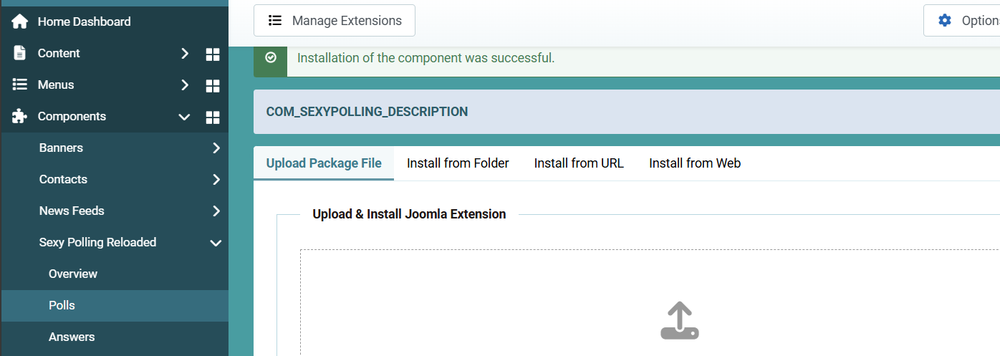 Home Dashboard
Content
Menus
Components
Banners
Contacts
News Feeds
Sexy Polling Reloaded
Overview
Polls
Answers
Manage Extensions
Option
Installation of the component was successful.
COM_SEXYPOLLING_DESCRIPTION
Upload Package File Install from Folder Install from URL Install from Web
Upload & Install Joomla Extension